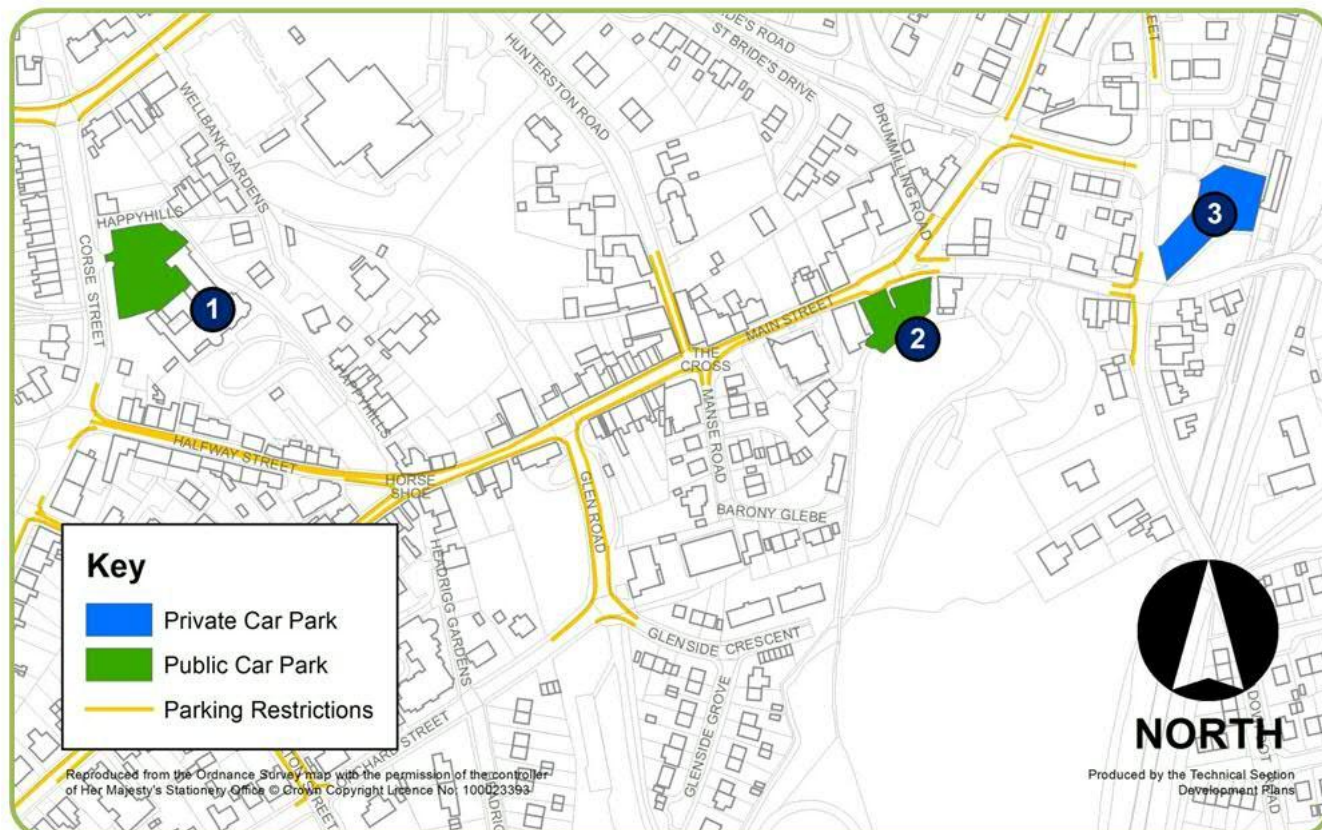 HUNTERSTON ROAD
IDE'S ROAD
ST BRIDE'S DRIVE
DRUMMILLING ROAD
WELLBANK GARDENS
HAPPYHILLS
CORSE STREET
1
2
3
MAIN STREET
THE
CROSS
HAPPYHILLS
HALFWAY STREET
HORSE
SHOE
GLEN ROAD
MANSE ROAD
BARONY GLEBE
HEADRIGG GARDENS
GLENSIDE CRESCENT
GLENSIDE GROVE
Key
Private Car Park
Public Car Park
Parking Restrictions
NORTH
Reproduced from the Ordnance Survey map with the permission of the controller
of Her Majesty's Stationery Office © Crown Copyright Licence No: 100023393
Produced by the Technical Section
Development Plans